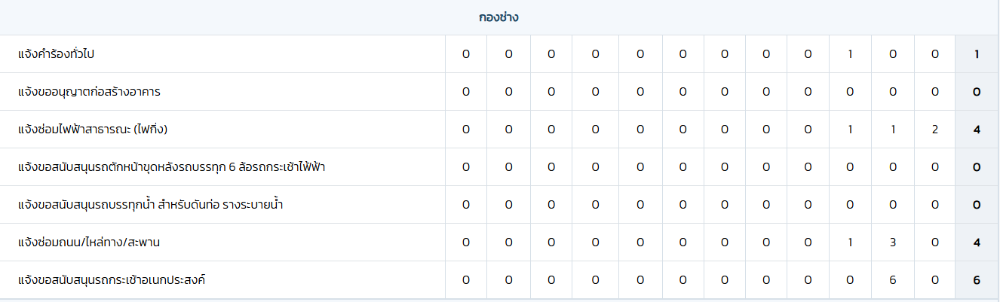 กองช่าง
แจ้งคำร้องทั่วไป 0 0 0 0 0 0 0 0 0 1 0 0 1
แจ้งขออนุญาตก่อสร้างอาคาร 0 0 0 0 0 0 0 0 0 0 0 0 0
แจ้งซ่อมไฟฟ้าสาธารณะ (ไฟกิ่ง) 0 0 0 0 0 0 0 0 0 1 1 2 4
แจ้งขอสนับสนุนรถตักหน้าขุดหลังรถบรรทุก 6 ล้อรถกระเช้าไฟ้ฟ้า 0 0 0 0 0 0 0 0 0 0 0 0 0
แจ้งขอสนับสนุนรถบรรทุกน้ำ สำหรับดันท่อ รางระบายน้ำ 0 0 0 0 0 0 0 0 0 0 0 0 0
แจ้งซ่อมถนน/ไหล่ทาง/สะพาน 0 0 0 0 0 0 0 0 0 1 3 0 4
แจ้งขอสนับสนุนรถกระเช้าอเนกประสงค์ 0 0 0 0 0 0 0 0 0 0 6 0 6